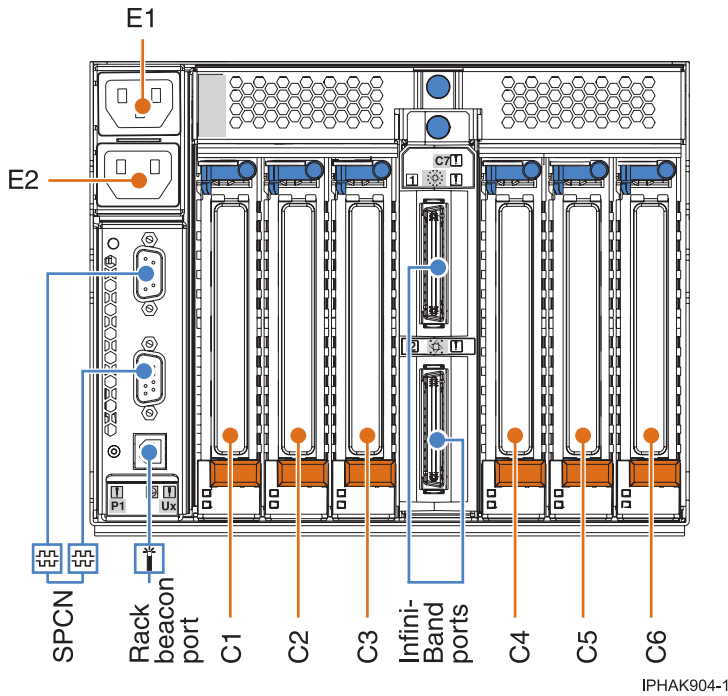 E1
E2
C7
1
2
P1
Ux
SPCN
Rack
beacon
port
C1
C2
C3
Infini-
Band
ports
C4
C5
C6
IPHAK904-1